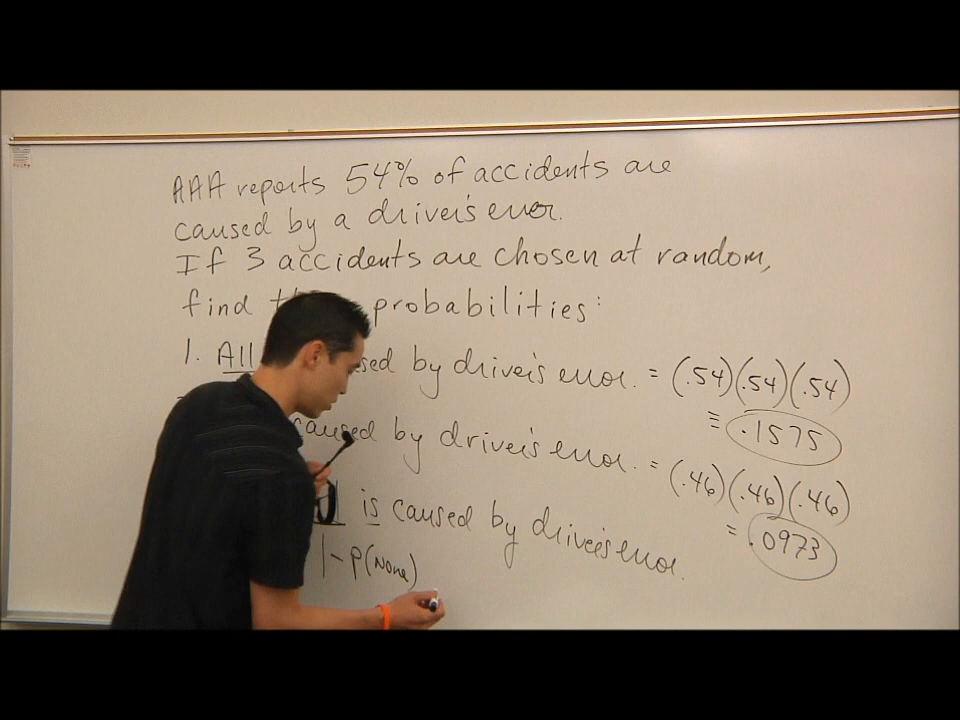 AAA reports 54% of accidents are
caused by a driver's error.
If 3 accidents are chosen at random,
find probabilities:
1. All by driver's error. = (.54)(.54)(.54)
= .1575
caused by driver's error. = (.46)(.46)(.46)
= .0973
is caused by driver's error.
1-P(None)